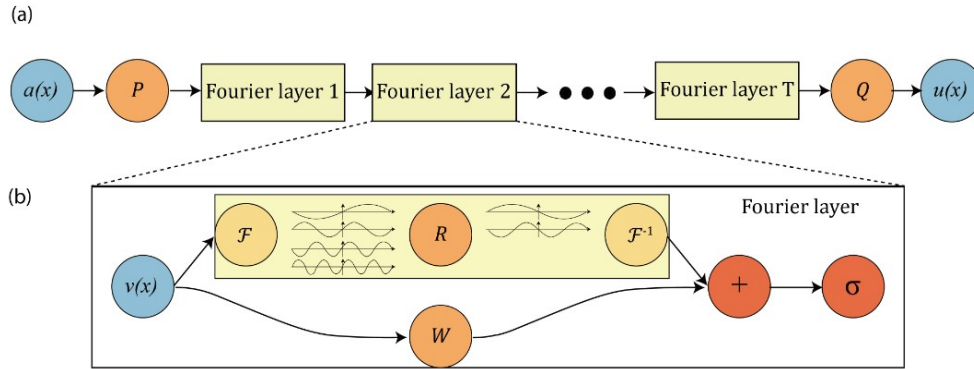 (a)
a(x) P Fourier layer 1 Fourier layer 2 Fourier layer T Q u(x)
(b)
Fourier layer
ℱ R ℱ⁻¹
v(x) + σ
W